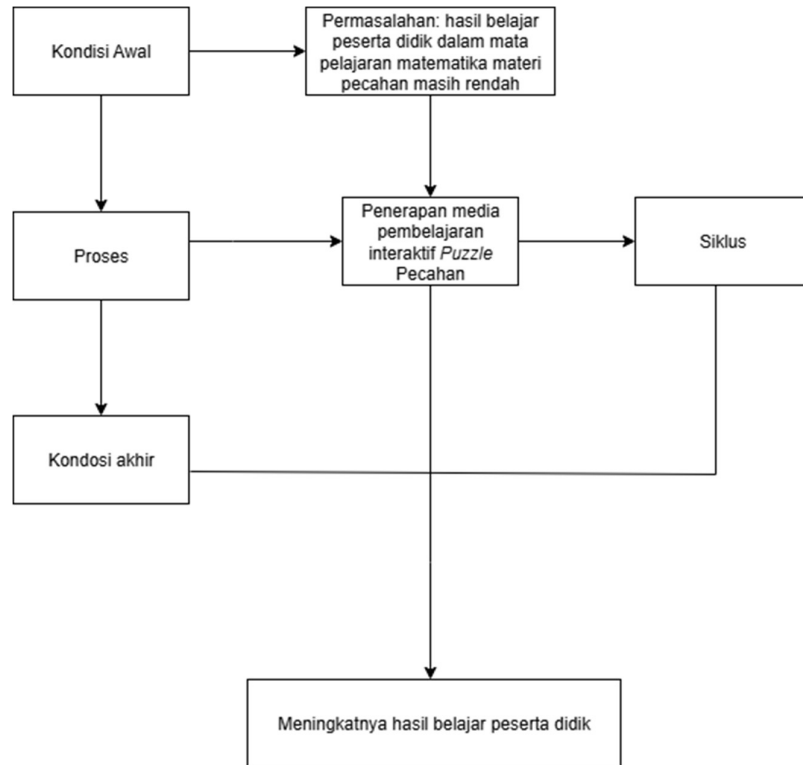 Kondisi Awal
Permasalahan: hasil belajar
peserta didik dalam mata
pelajaran matematika materi
pecahan masih rendah
Proses
Penerapan media
pembelajaran
interaktif Puzzle
Pecahan
Siklus
Kondosi akhir
Meningkatnya hasil belajar peserta didik